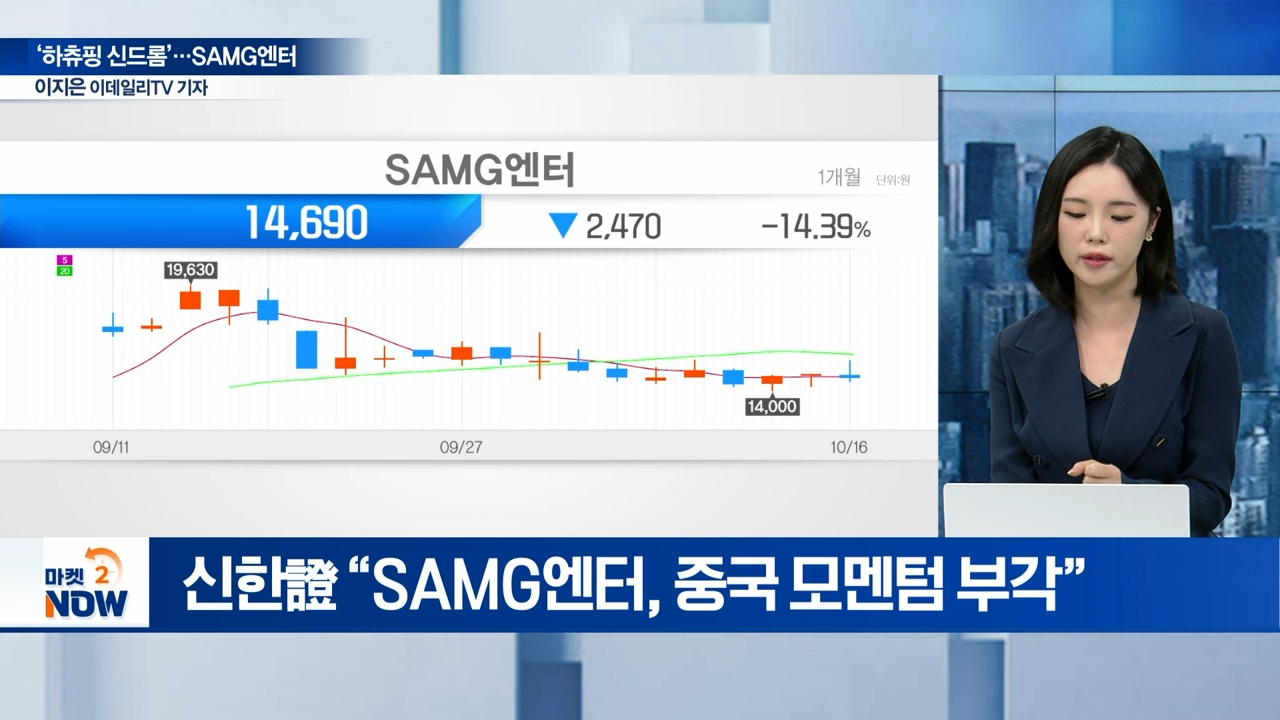 ‘하츄핑 신드롬’…SAMG엔터
이지은 이데일리TV 기자
SAMG엔터
1개월 단위:원
14,690 ▼ 2,470 -14.39%
5
20
19,630
14,000
09/11 09/27 10/16
마켓 2
NOW
신한證 “SAMG엔터, 중국 모멘텀 부각”